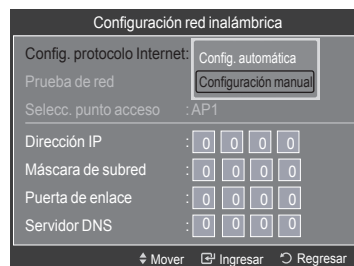 Configuración red inalámbrica
Config. protocolo Internet: Config. automática
Configuración manual
Prueba de red
Selecc. punto acceso : AP1
Dirección IP : 0 0 0 0
Máscara de subred : 0 0 0 0
Puerta de enlace : 0 0 0 0
Servidor DNS : 0 0 0 0
Mover Ingresar Regresar